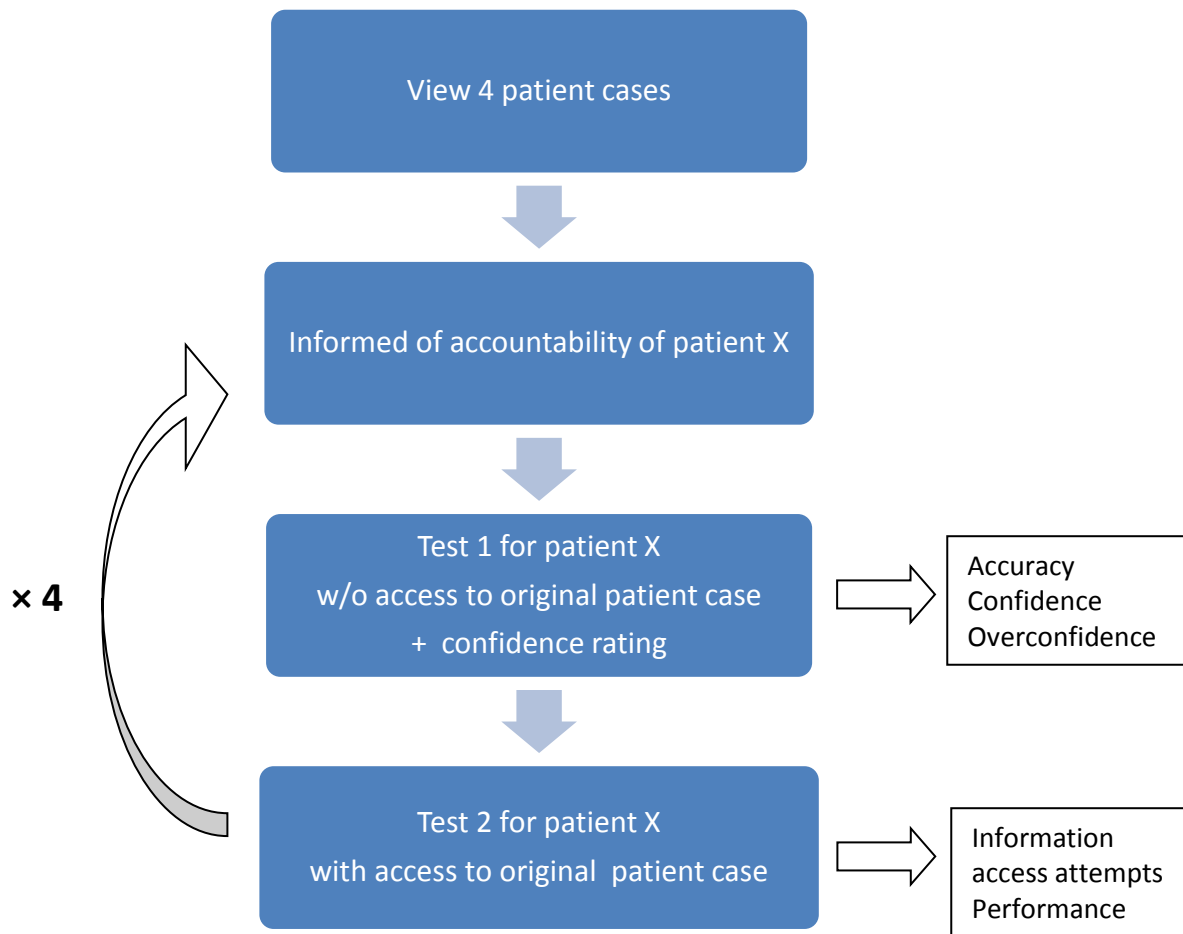 View 4 patient cases
Informed of accountability of patient X
Test 1 for patient X
w/o access to original patient case
+ confidence rating
Accuracy
Confidence
Overconfidence
× 4
Test 2 for patient X
with access to original patient case
Information
access attempts
Performance